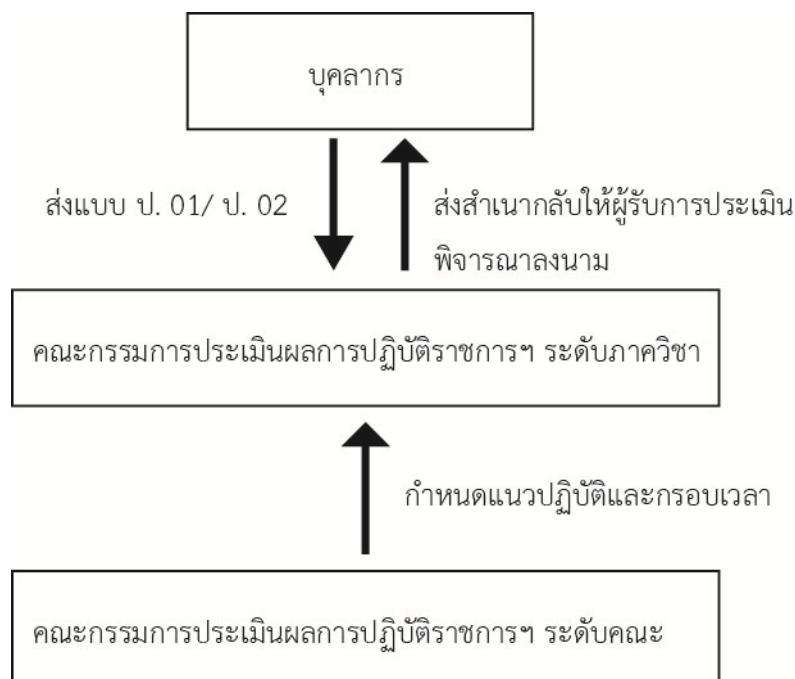 บุคลากร
ส่งแบบ ป. 01/ ป. 02
ส่งสำเนากลับให้ผู้รับการประเมิน
พิจารณาลงนาม
คณะกรรมการประเมินผลการปฏิบัติราชการฯ ระดับภาควิชา
กำหนดแนวปฏิบัติและกรอบเวลา
คณะกรรมการประเมินผลการปฏิบัติราชการฯ ระดับคณะ